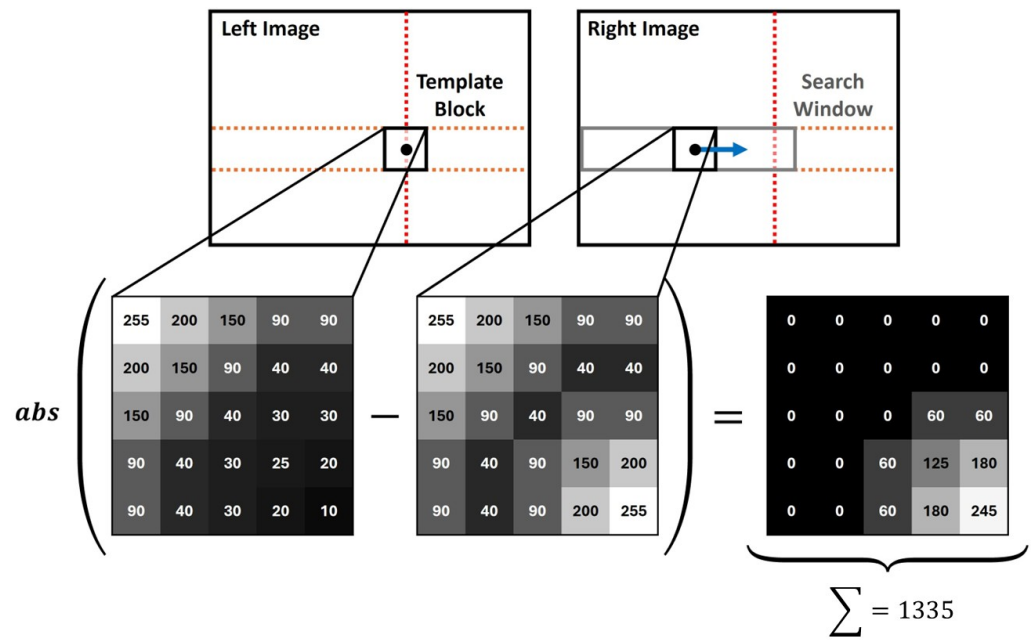 Left Image
Template
Block
Right Image
Search
Window
abs
255 200 150 90 90
200 150 90 40 40
150 90 40 30 30
90 40 30 25 20
90 40 30 20 10
−
255 200 150 90 90
200 150 90 40 40
150 90 40 90 90
90 40 90 150 200
90 40 90 200 255
=
0 0 0 0 0
0 0 0 0 0
0 0 0 60 60
0 0 60 125 180
0 0 60 180 245
∑ = 1335